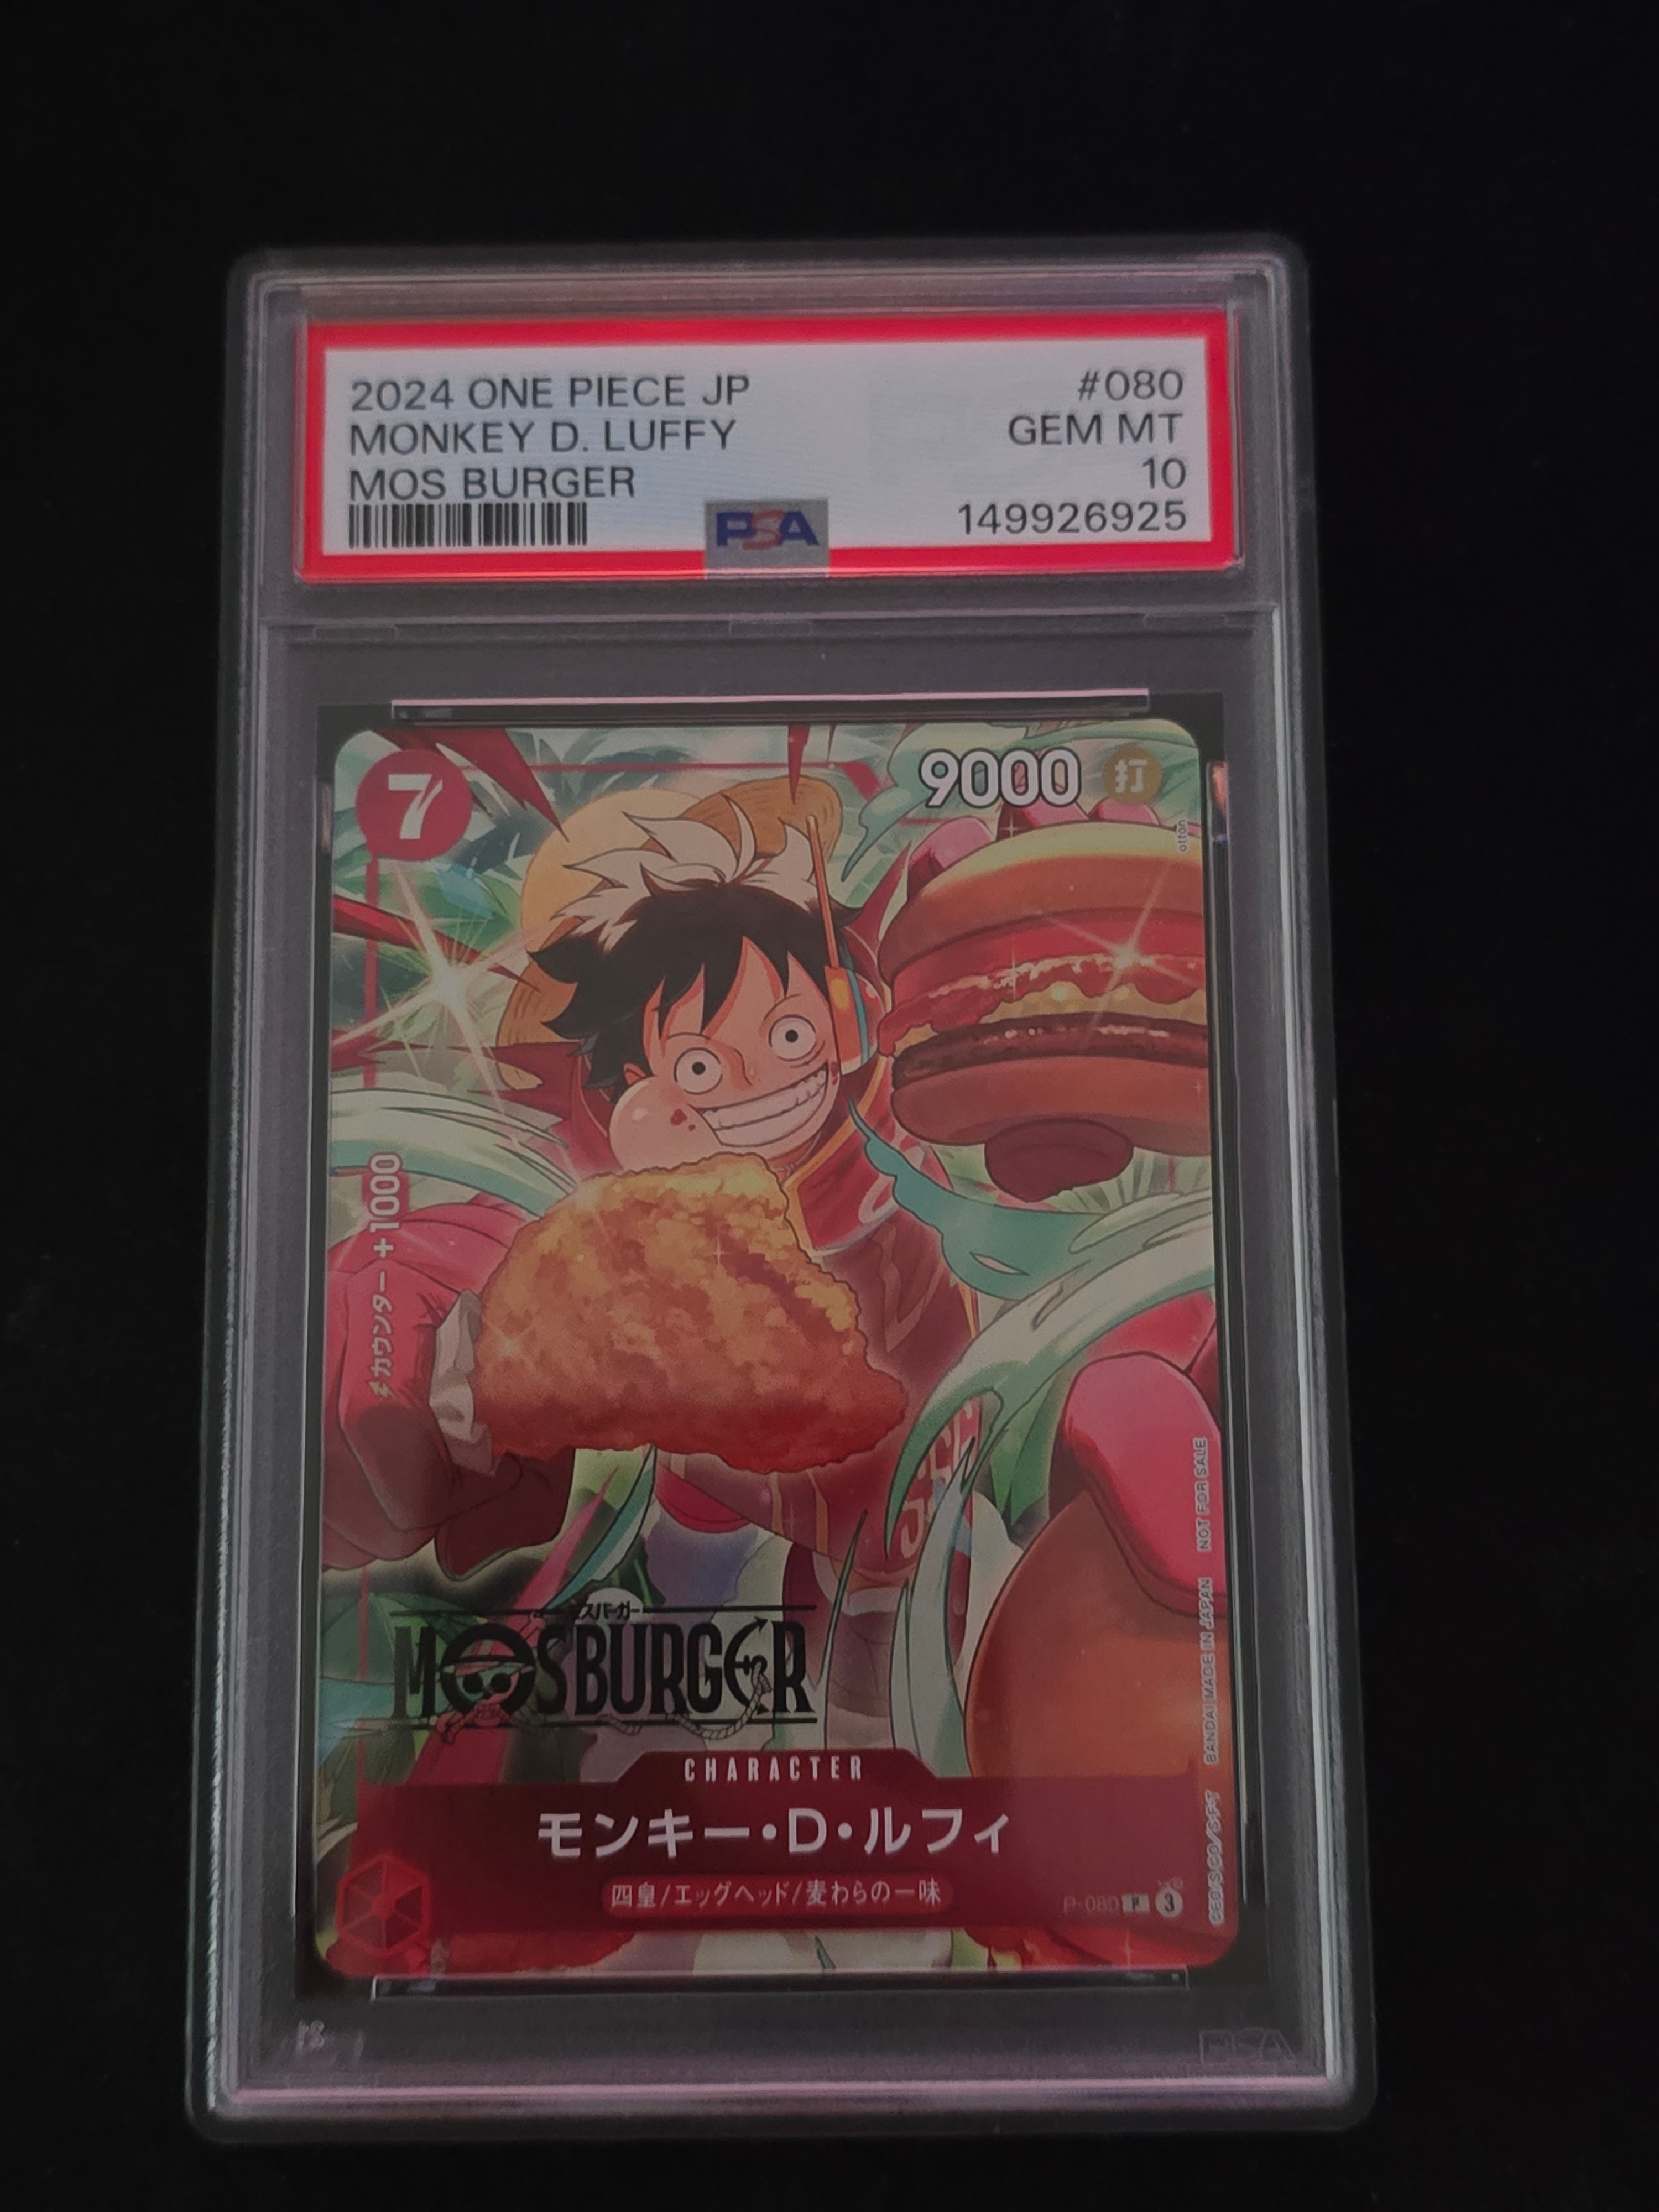 2024 ONE PIECE JP
#080
MONKEY D. LUFFY
GEM MT
MOS BURGER
10
PSA
149926925
7
9000 打
otton
カウンター+1000
モスバーガー
MOSBURGER
CHARACTER
モンキー・D・ルフィ
四皇/エッグヘッド/麦わらの一味
P-080 P 3
BANDAI MADE IN JAPAN NOT FOR SALE
PSA